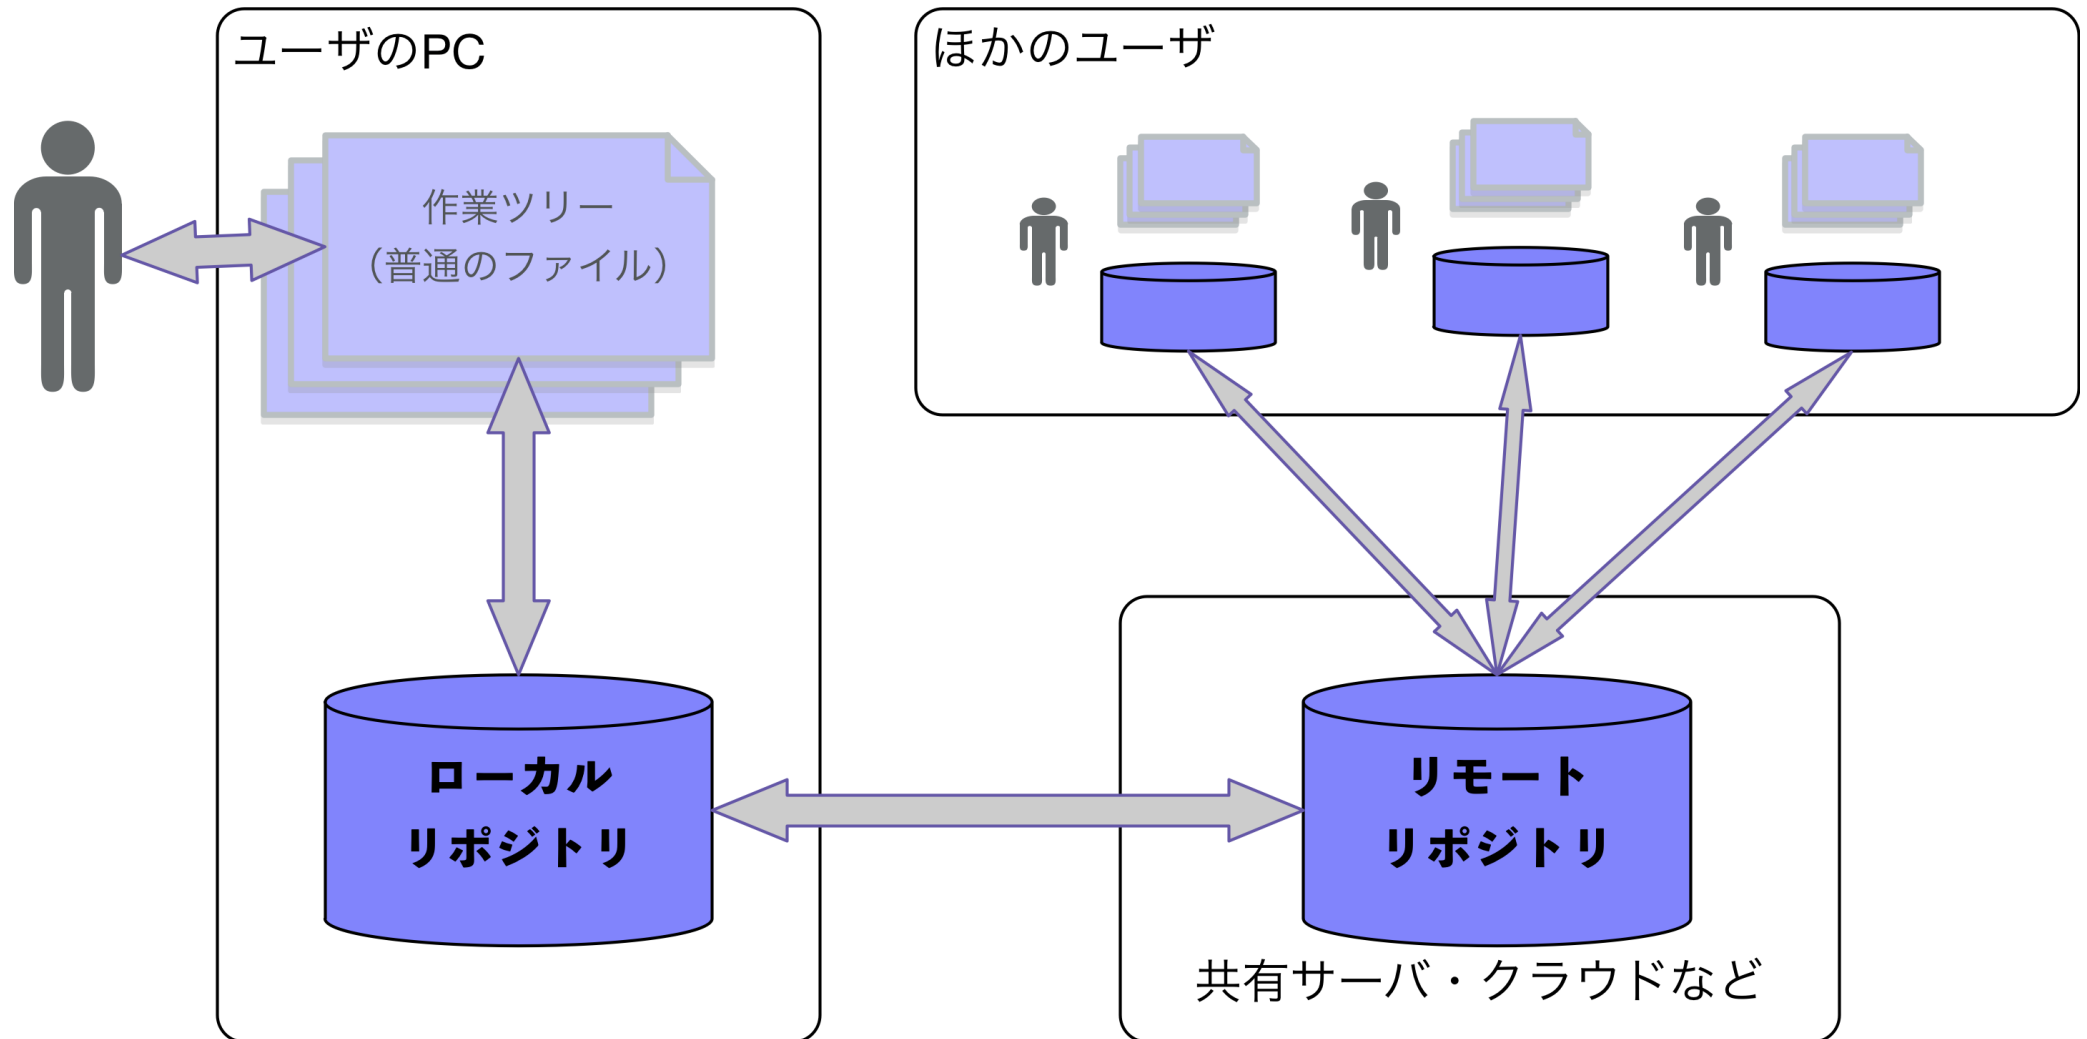 ユーザのPC
作業ツリー
（普通のファイル）
ローカル
リポジトリ
ほかのユーザ
リモート
リポジトリ
共有サーバ・クラウドなど